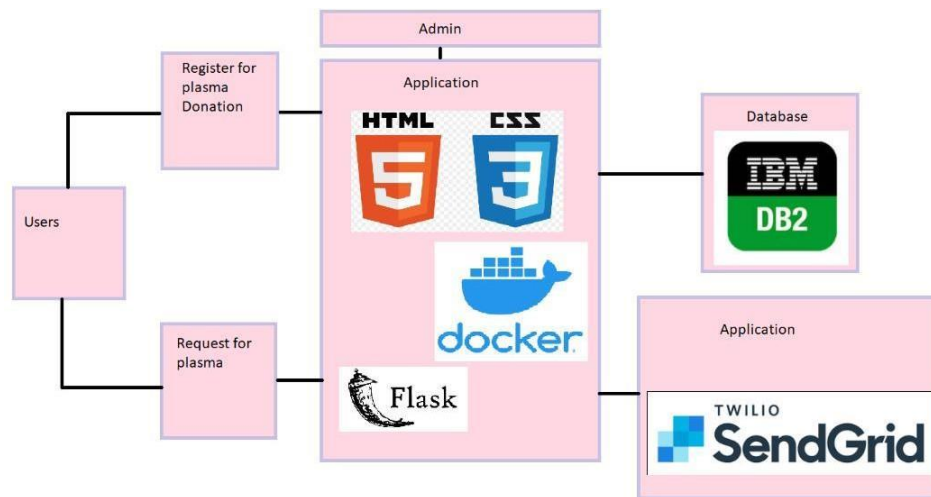 Admin
Register for
plasma
Donation
Application
HTML
CSS
5
3
Database
IBM
DB2
Users
docker
Request for
plasma
Flask
Application
TWILIO
SendGrid